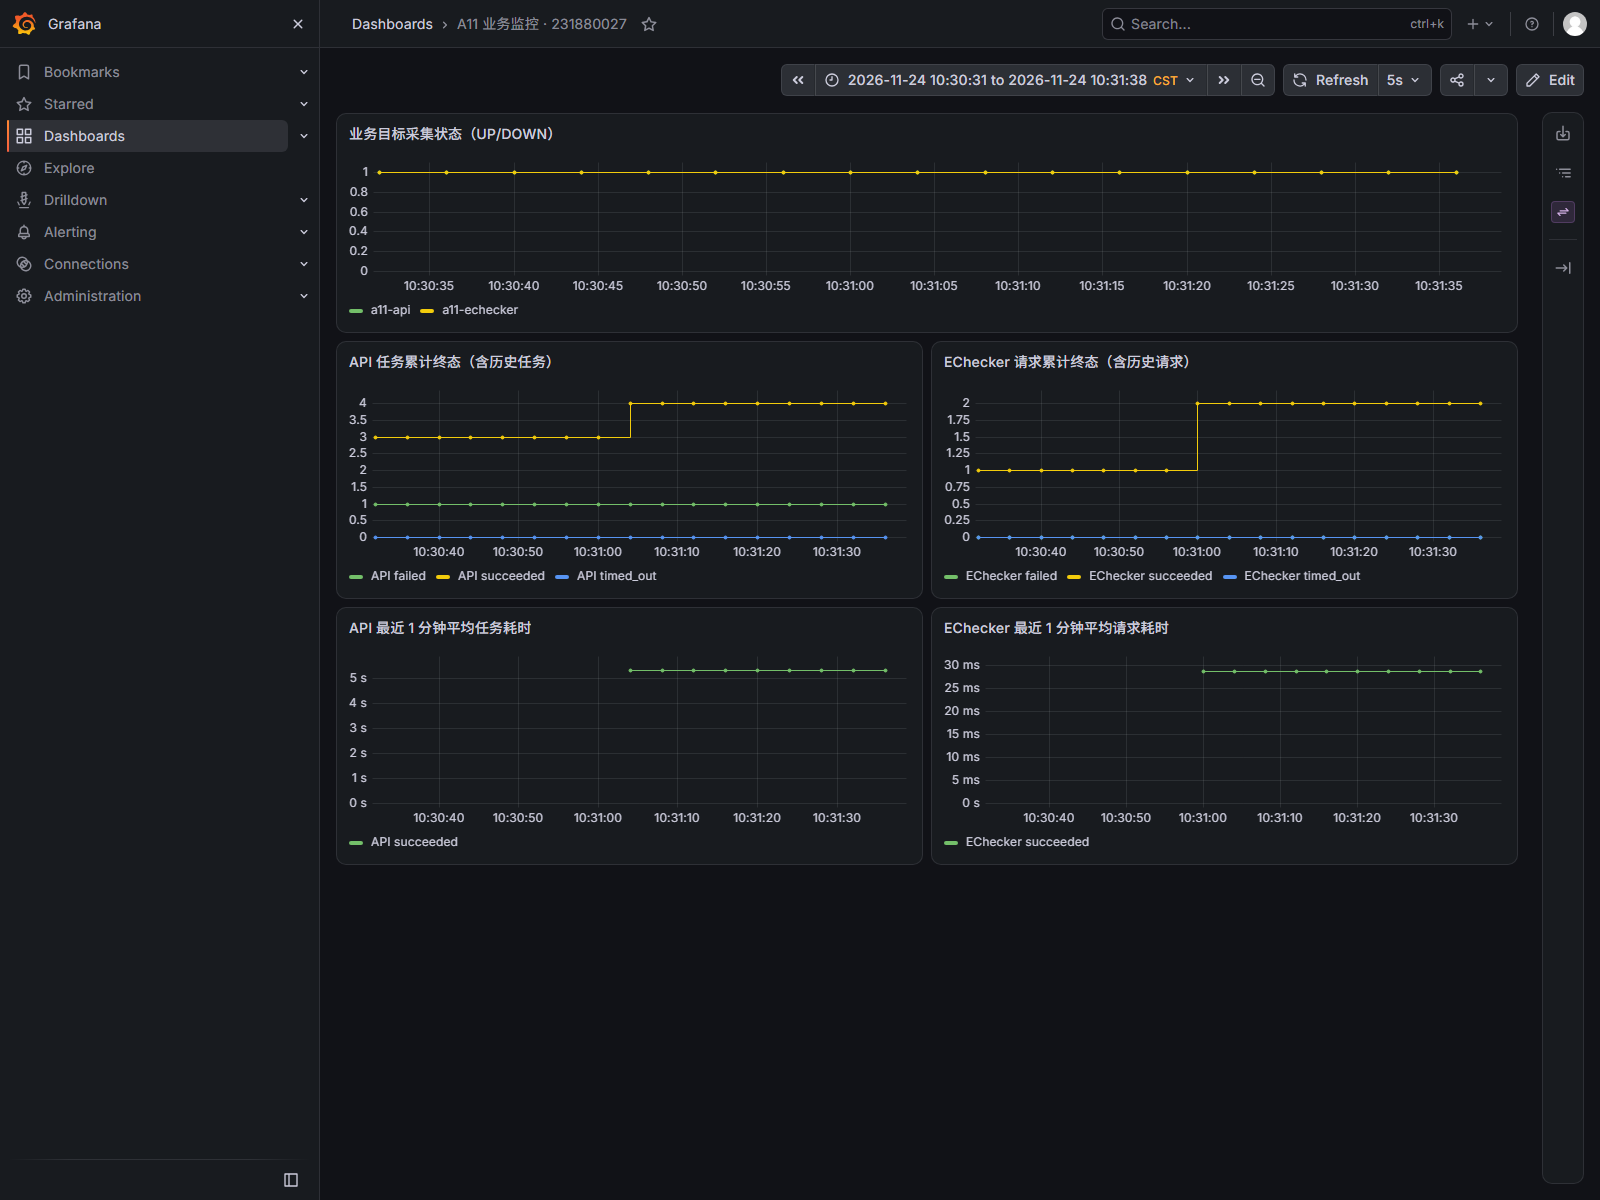 Grafana
Dashboards › A11 业务监控 · 231880027
Search... ctrl+k
Bookmarks
Starred
Dashboards
Explore
Drilldown
Alerting
Connections
Administration
2026-11-24 10:30:31 to 2026-11-24 10:31:38 CST
Refresh 5s
Edit
业务目标采集状态（UP/DOWN）
1
0.8
0.6
0.4
0.2
0
10:30:35 10:30:40 10:30:45 10:30:50 10:30:55 10:31:00 10:31:05 10:31:10 10:31:15 10:31:20 10:31:25 10:31:30 10:31:35
a11-api a11-echecker
API 任务累计终态（含历史任务）
4
3.5
3
2.5
2
1.5
1
0.5
0
10:30:40 10:30:50 10:31:00 10:31:10 10:31:20 10:31:30
API failed API succeeded API timed_out
EChecker 请求累计终态（含历史请求）
2
1.75
1.5
1.25
1
0.75
0.5
0.25
0
10:30:40 10:30:50 10:31:00 10:31:10 10:31:20 10:31:30
EChecker failed EChecker succeeded EChecker timed_out
API 最近 1 分钟平均任务耗时
5 s
4 s
3 s
2 s
1 s
0 s
10:30:40 10:30:50 10:31:00 10:31:10 10:31:20 10:31:30
API succeeded
EChecker 最近 1 分钟平均请求耗时
30 ms
25 ms
20 ms
15 ms
10 ms
5 ms
0 s
10:30:40 10:30:50 10:31:00 10:31:10 10:31:20 10:31:30
EChecker succeeded